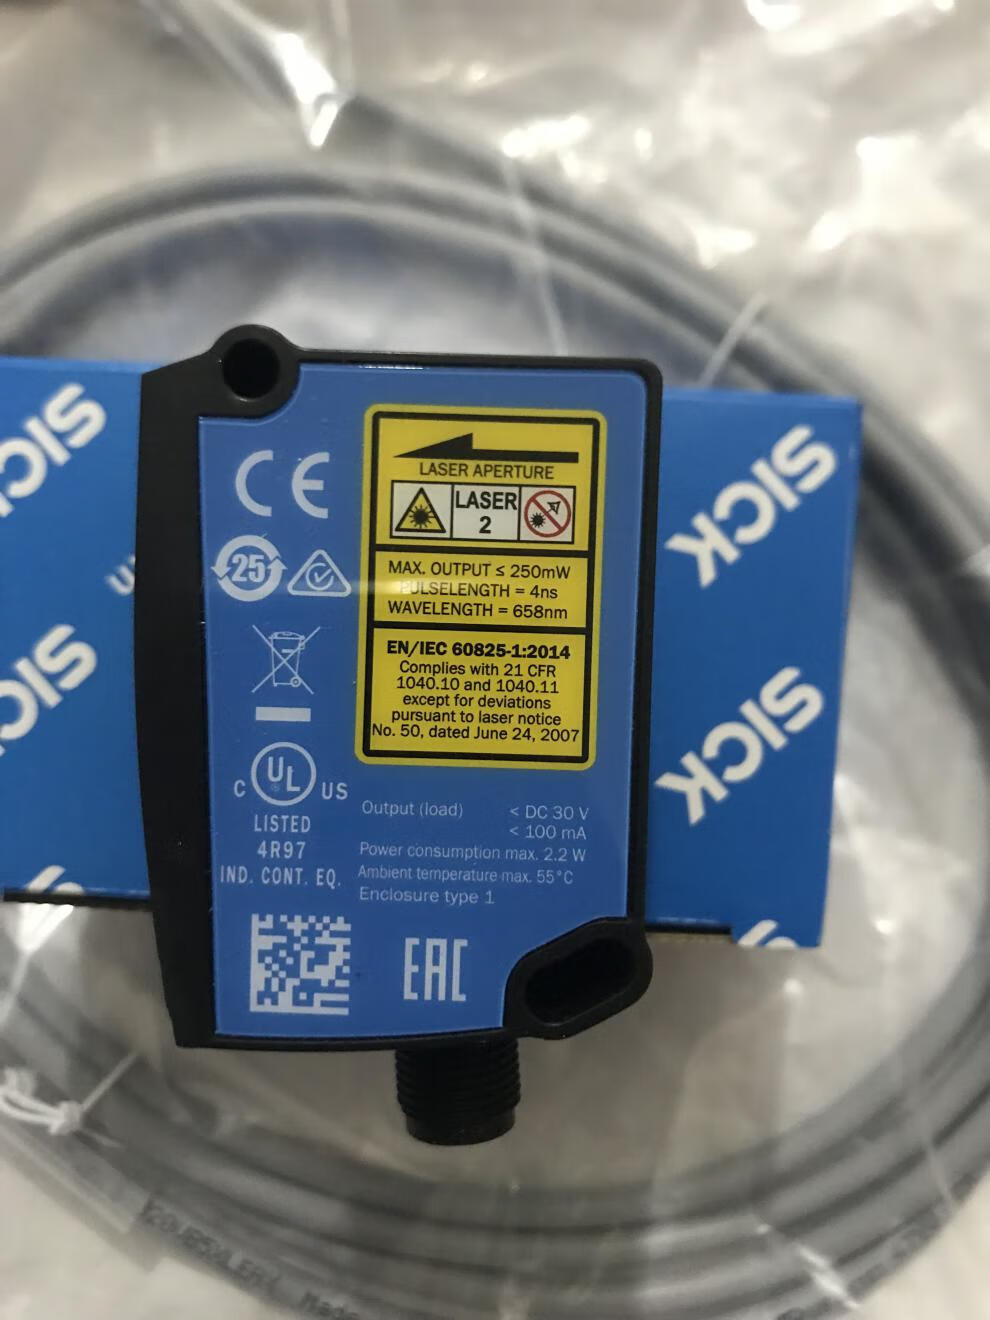 SICK
SICK
SICK
SICK
CE
25
LASER APERTURE
LASER
2
MAX. OUTPUT ≤ 250mW
PULSELENGTH = 4ns
WAVELENGTH = 658nm
EN/IEC 60825-1:2014
Complies with 21 CFR
1040.10 and 1040.11
except for deviations
pursuant to laser notice
No. 50, dated June 24, 2007
C UL US
LISTED
4R97
IND. CONT. EQ.
Output (load) < DC 30 V
< 100 mA
Power consumption max. 2.2 W
Ambient temperature max. 55°C
Enclosure type 1
EAC
Made